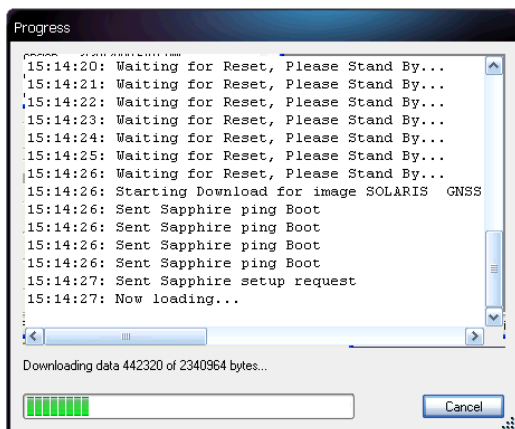 Progress
15:14:20: Waiting for Reset, Please Stand By...
15:14:21: Waiting for Reset, Please Stand By...
15:14:22: Waiting for Reset, Please Stand By...
15:14:23: Waiting for Reset, Please Stand By...
15:14:24: Waiting for Reset, Please Stand By...
15:14:25: Waiting for Reset, Please Stand By...
15:14:26: Waiting for Reset, Please Stand By...
15:14:26: Starting Download for image SOLARIS  GNSS
15:14:26: Sent Sapphire ping Boot
15:14:26: Sent Sapphire ping Boot
15:14:26: Sent Sapphire ping Boot
15:14:26: Sent Sapphire ping Boot
15:14:27: Sent Sapphire setup request
15:14:27: Now loading...
Downloading data 442320 of 2340964 bytes...
Cancel